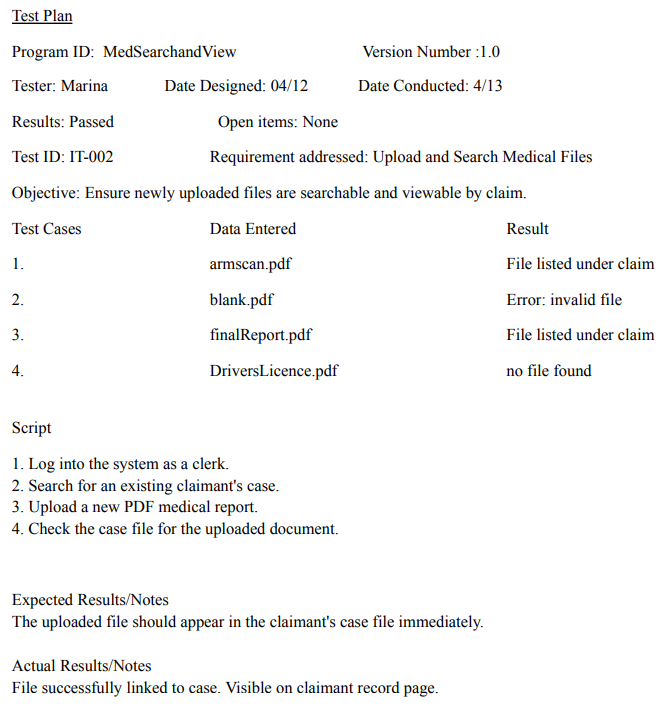 Test Plan
Program ID: MedSearchandView Version Number :1.0
Tester: Marina Date Designed: 04/12 Date Conducted: 4/13
Results: Passed Open items: None
Test ID: IT-002 Requirement addressed: Upload and Search Medical Files
Objective: Ensure newly uploaded files are searchable and viewable by claim.
Test Cases Data Entered Result
1. armscan.pdf File listed under claim
2. blank.pdf Error: invalid file
3. finalReport.pdf File listed under claim
4. DriversLicence.pdf no file found
Script
1. Log into the system as a clerk.
2. Search for an existing claimant's case.
3. Upload a new PDF medical report.
4. Check the case file for the uploaded document.
Expected Results/Notes
The uploaded file should appear in the claimant's case file immediately.
Actual Results/Notes
File successfully linked to case. Visible on claimant record page.